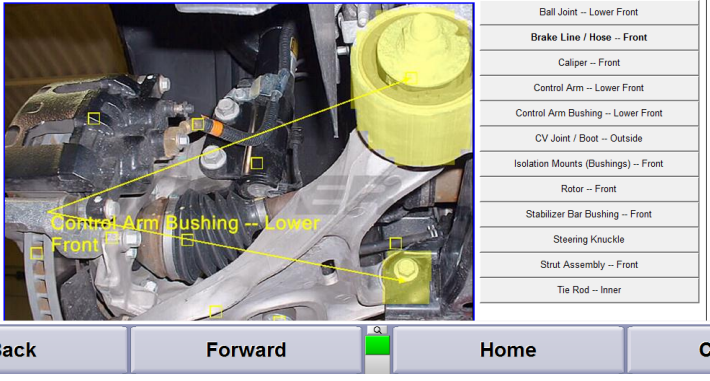 Control Arm Bushing -- Lower
Front
Ball Joint -- Lower Front
Brake Line / Hose -- Front
Caliper -- Front
Control Arm -- Lower Front
Control Arm Bushing -- Lower Front
CV Joint / Boot -- Outside
Isolation Mounts (Bushings) -- Front
Rotor -- Front
Stabilizer Bar Bushing -- Front
Steering Knuckle
Strut Assembly -- Front
Tie Rod -- Inner
Forward
Home